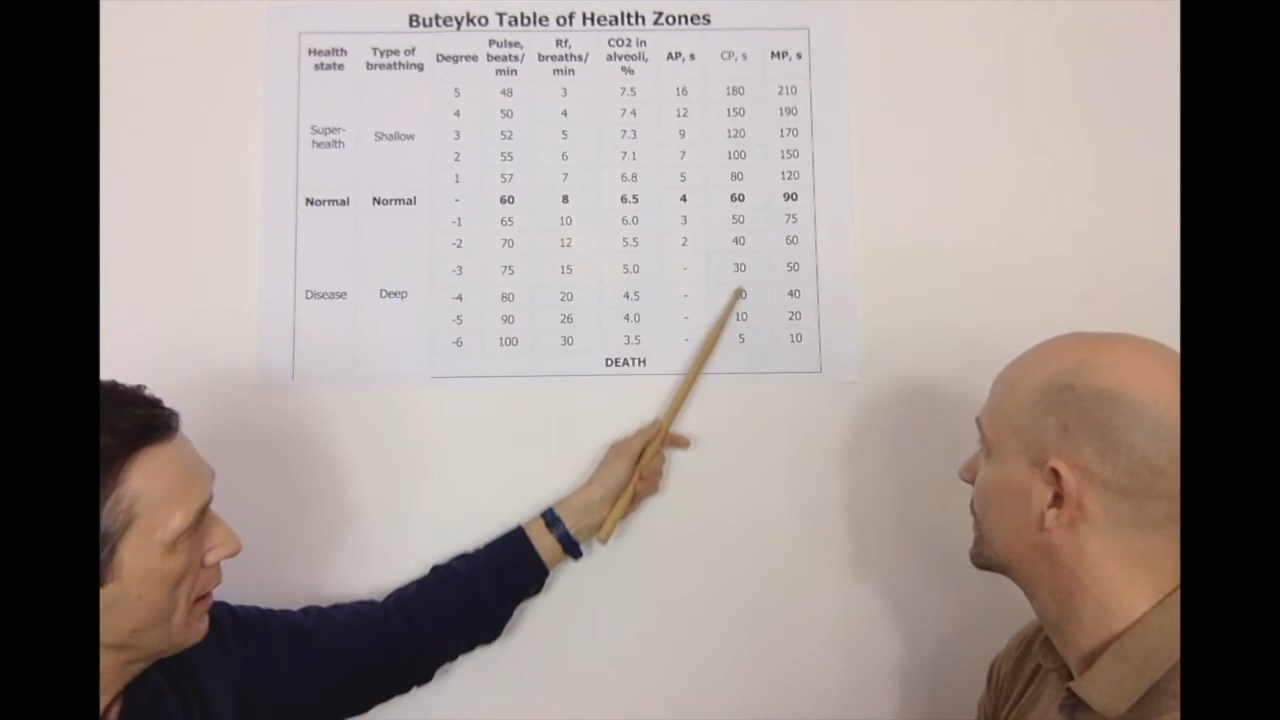 Buteyko Table of Health Zones
Health state Type of breathing Degree Pulse, beats/ min Rf, breaths/ min CO2 in alveoli, % AP, s CP, s MP, s
5 48 3 7.5 16 180 210
4 50 4 7.4 12 150 190
Super-health Shallow 3 52 5 7.3 9 120 170
2 55 6 7.1 7 100 150
1 57 7 6.8 5 80 120
Normal Normal - 60 8 6.5 4 60 90
-1 65 10 6.0 3 50 75
-2 70 12 5.5 2 40 60
-3 75 15 5.0 - 30 50
Disease Deep -4 80 20 4.5 - 40
-5 90 26 4.0 - 10 20
-6 100 30 3.5 - 5 10
DEATH